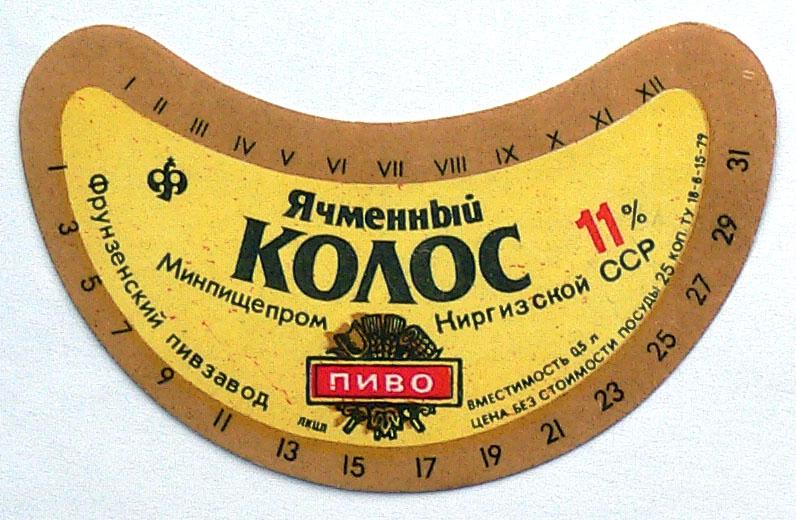 I II III IV V VI VII VIII IX X XI XII
Ячменный
КОЛОС
11%
Минпищепром Киргизской ССР
Фрунзенский пивзавод
ПИВО
ВМЕСТИМОСТЬ 0,5 л
ЦЕНА БЕЗ СТОИМОСТИ ПОСУДЫ 25 КОП ТУ 18-6-15-79
1 3 5 7 9 11 13 15 17 19 21 23 25 27 29 31